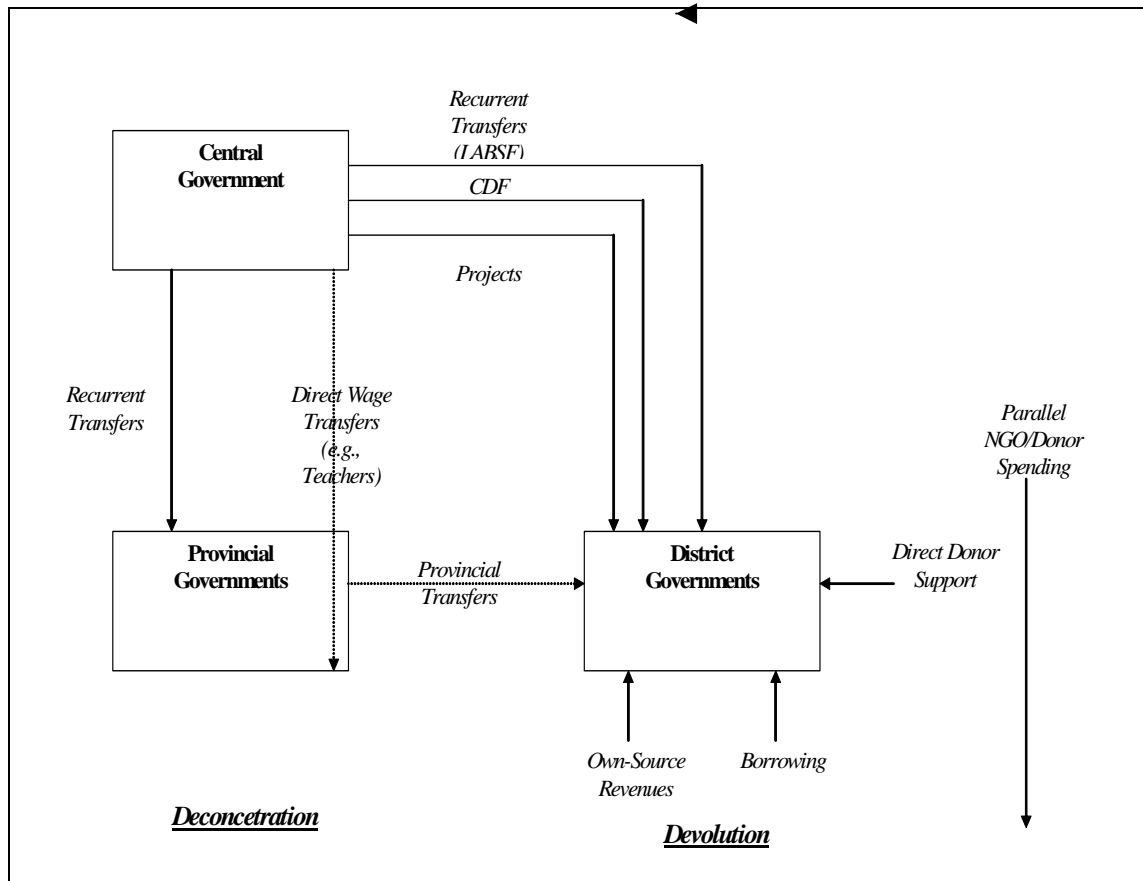 Recurrent
Transfers
(LABSF)
Central
Government
CDF
Projects
Recurrent
Transfers
Direct Wage
Transfers
(e.g.,
Teachers)
Parallel
NGO/Donor
Spending
Provincial
Governments
Provincial
Transfers
District
Governments
Direct Donor
Support
Own-Source
Revenues
Borrowing
Deconcetration
Devolution